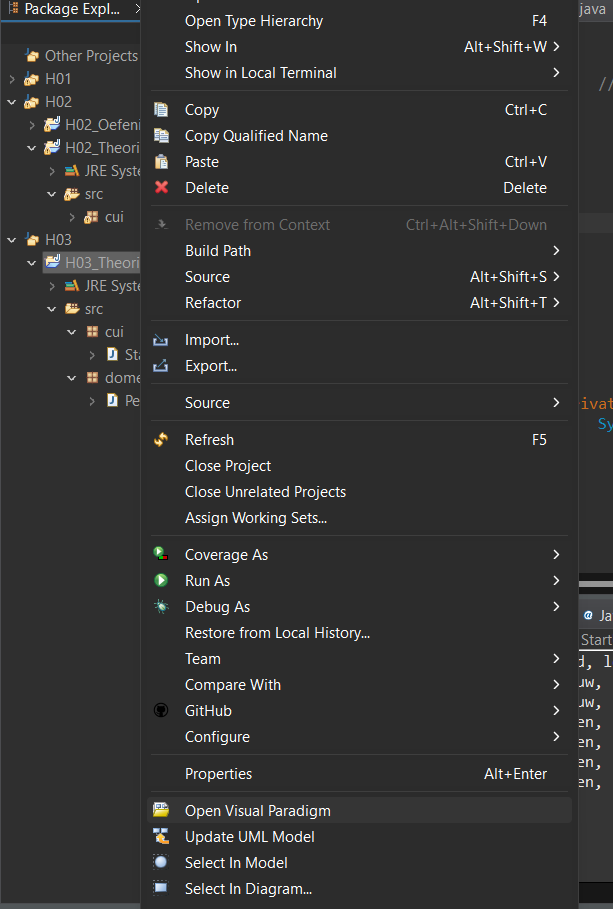 Package Expl...
java
Other Projects
H01
H02
H02_Oefeni
H02_Theori
JRE Syste
src
cui
H03
H03_Theori
JRE Syste
src
cui
Sta
dome
Pe
Open Type Hierarchy F4
Show In Alt+Shift+W >
Show in Local Terminal >
Copy Ctrl+C
Copy Qualified Name
Paste Ctrl+V
Delete Delete
Remove from Context Ctrl+Alt+Shift+Down
Build Path >
Source Alt+Shift+S >
Refactor Alt+Shift+T >
Import...
Export...
Source >
Refresh F5
Close Project
Close Unrelated Projects
Assign Working Sets...
Coverage As >
Run As >
Debug As >
Restore from Local History...
Team >
Compare With >
GitHub >
Configure >
Properties Alt+Enter
Open Visual Paradigm
Update UML Model
Select In Model
Select In Diagram...
//
ivat
Sy
@ Ja
Start
d, l
uw,
uw,
en,
en,
en,
en,